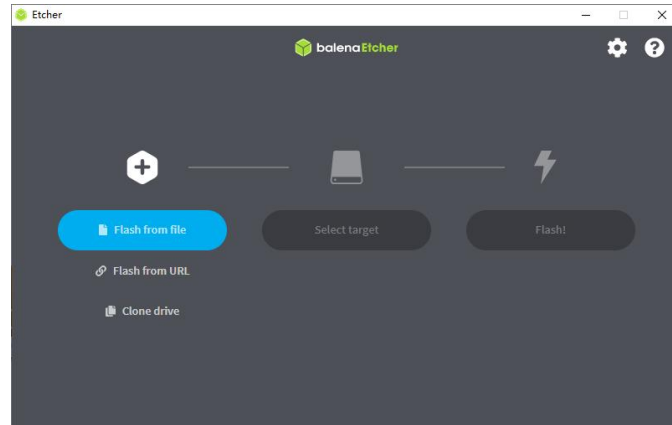 Etcher
balenaEtcher
Flash from file
Select target
Flash!
Flash from URL
Clone drive